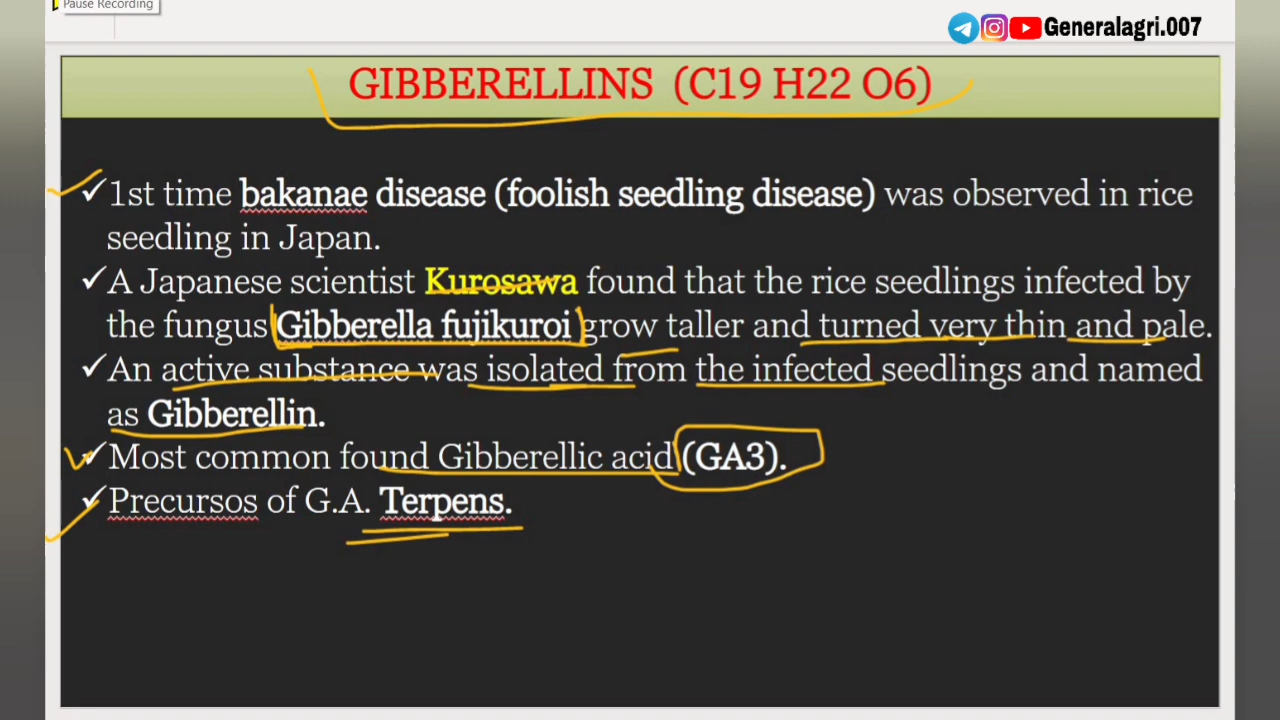 Pause Recording
Generalagri.007
GIBBERELLINS (C19 H22 O6)
1st time bakanae disease (foolish seedling disease) was observed in rice
seedling in Japan.
A Japanese scientist Kurosawa found that the rice seedlings infected by
the fungus Gibberella fujikuroi grow taller and turned very thin and pale.
An active substance was isolated from the infected seedlings and named
as Gibberellin.
Most common found Gibberellic acid (GA3).
Precursos of G.A. Terpens.